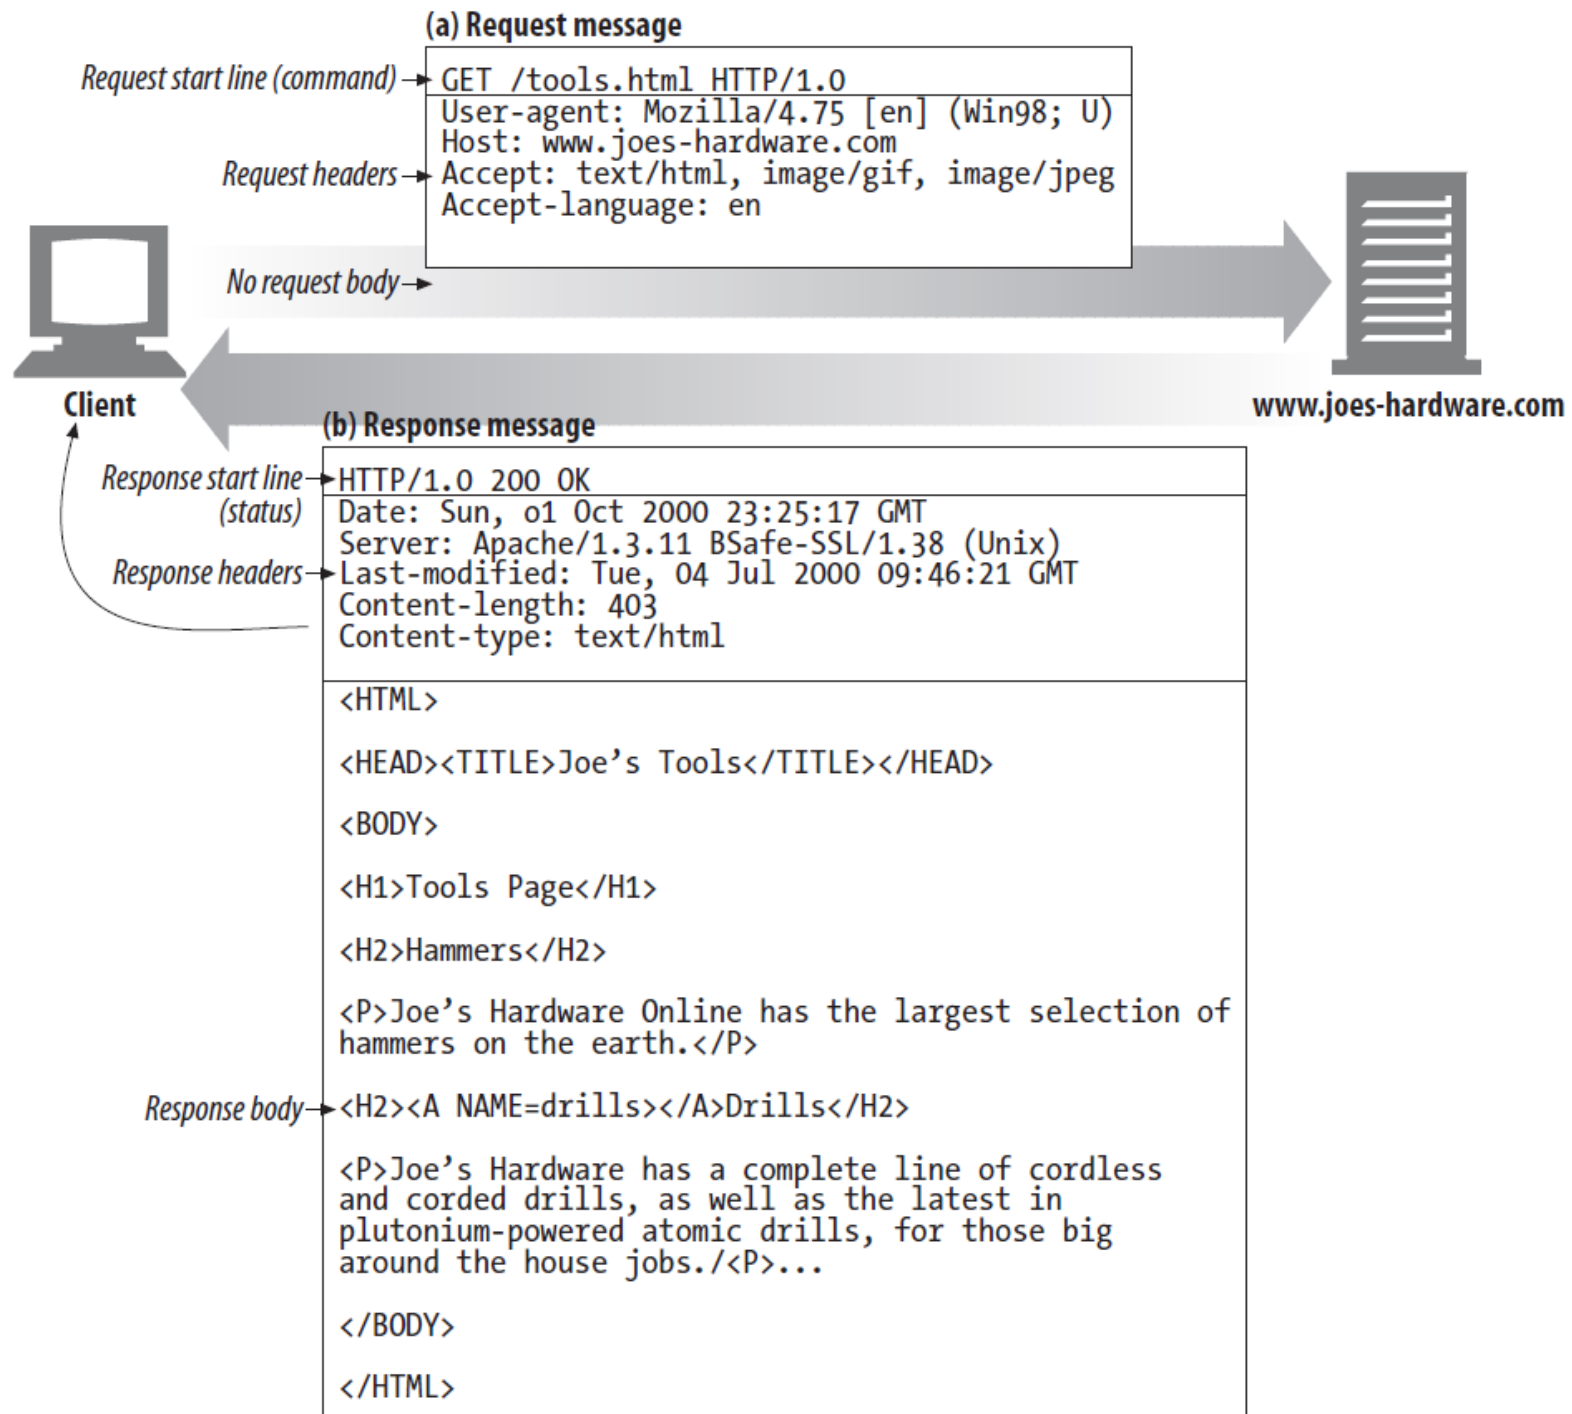 (a) Request message
Request start line (command)
GET /tools.html HTTP/1.0
User-agent: Mozilla/4.75 [en] (Win98; U)
Host: www.joes-hardware.com
Request headers
Accept: text/html, image/gif, image/jpeg
Accept-language: en
No request body
Client
www.joes-hardware.com
(b) Response message
Response start line
(status)
HTTP/1.0 200 OK
Date: Sun, o1 Oct 2000 23:25:17 GMT
Server: Apache/1.3.11 BSafe-SSL/1.38 (Unix)
Response headers
Last-modified: Tue, 04 Jul 2000 09:46:21 GMT
Content-length: 403
Content-type: text/html
<HTML>
<HEAD><TITLE>Joe’s Tools</TITLE></HEAD>
<BODY>
<H1>Tools Page</H1>
<H2>Hammers</H2>
<P>Joe’s Hardware Online has the largest selection of
hammers on the earth.</P>
Response body
<H2><A NAME=drills></A>Drills</H2>
<P>Joe’s Hardware has a complete line of cordless
and corded drills, as well as the latest in
plutonium-powered atomic drills, for those big
around the house jobs./<P>...
</BODY>
</HTML>